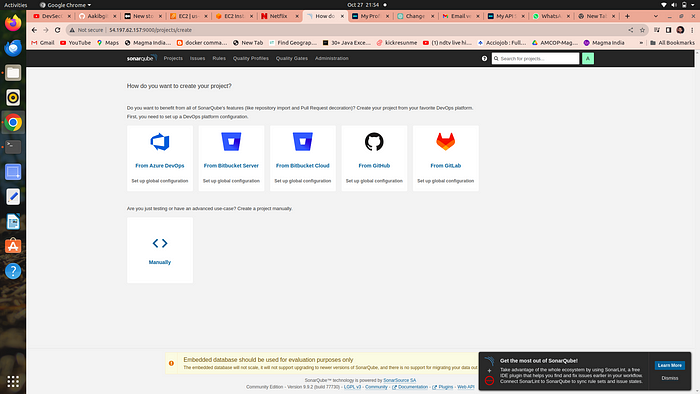 Activities
Google Chrome
Oct 27 21:54
DevSec
Aakibg
New sto
EC2 | us
EC2 Inst
Netflix
How do
My Prof
Change
Email ve
My API
WhatsA
New Ta
Not secure
54.197.62.157:9000/projects/create
Gmail
YouTube
Maps
Magma India...
docker comma...
New Tab
Find Geograp...
30+ Java Exce...
kickresunme
(1) ndtv live hi...
Acciojob : Full...
AMCOP-Mag...
Magma India
»
All Bookmarks
sonarqube
Projects
Issues
Rules
Quality Profiles
Quality Gates
Administration
Search for projects...
A
How do you want to create your project?
Do you want to benefit from all of SonarQube's features (like repository import and Pull Request decoration)? Create your project from your favorite DevOps platform.
First, you need to set up a DevOps platform configuration.
From Azure DevOps
From Bitbucket Server
From Bitbucket Cloud
From GitHub
From GitLab
Set up global configuration
Set up global configuration
Set up global configuration
Set up global configuration
Set up global configuration
Are you just testing or have an advanced use-case? Create a project manually.
Manually
Embedded database should be used for evaluation purposes only
The embedded database will not scale, it will not support upgrading to newer versions of SonarQube, and there is no support for migrating your data out
SonarQube™ technology is powered by SonarSource SA
Community Edition - Version 9.9.2 (build 77730) - LGPL v3 - Community - Documentation - Plugins - Web API
Get the most out of SonarQube!
Take advantage of the whole ecosystem by using SonarLint, a free
IDE plugin that helps you find and fix issues earlier in your workflow.
Connect SonarLint to SonarQube to sync rule sets and issue states.
Learn More
Dismiss